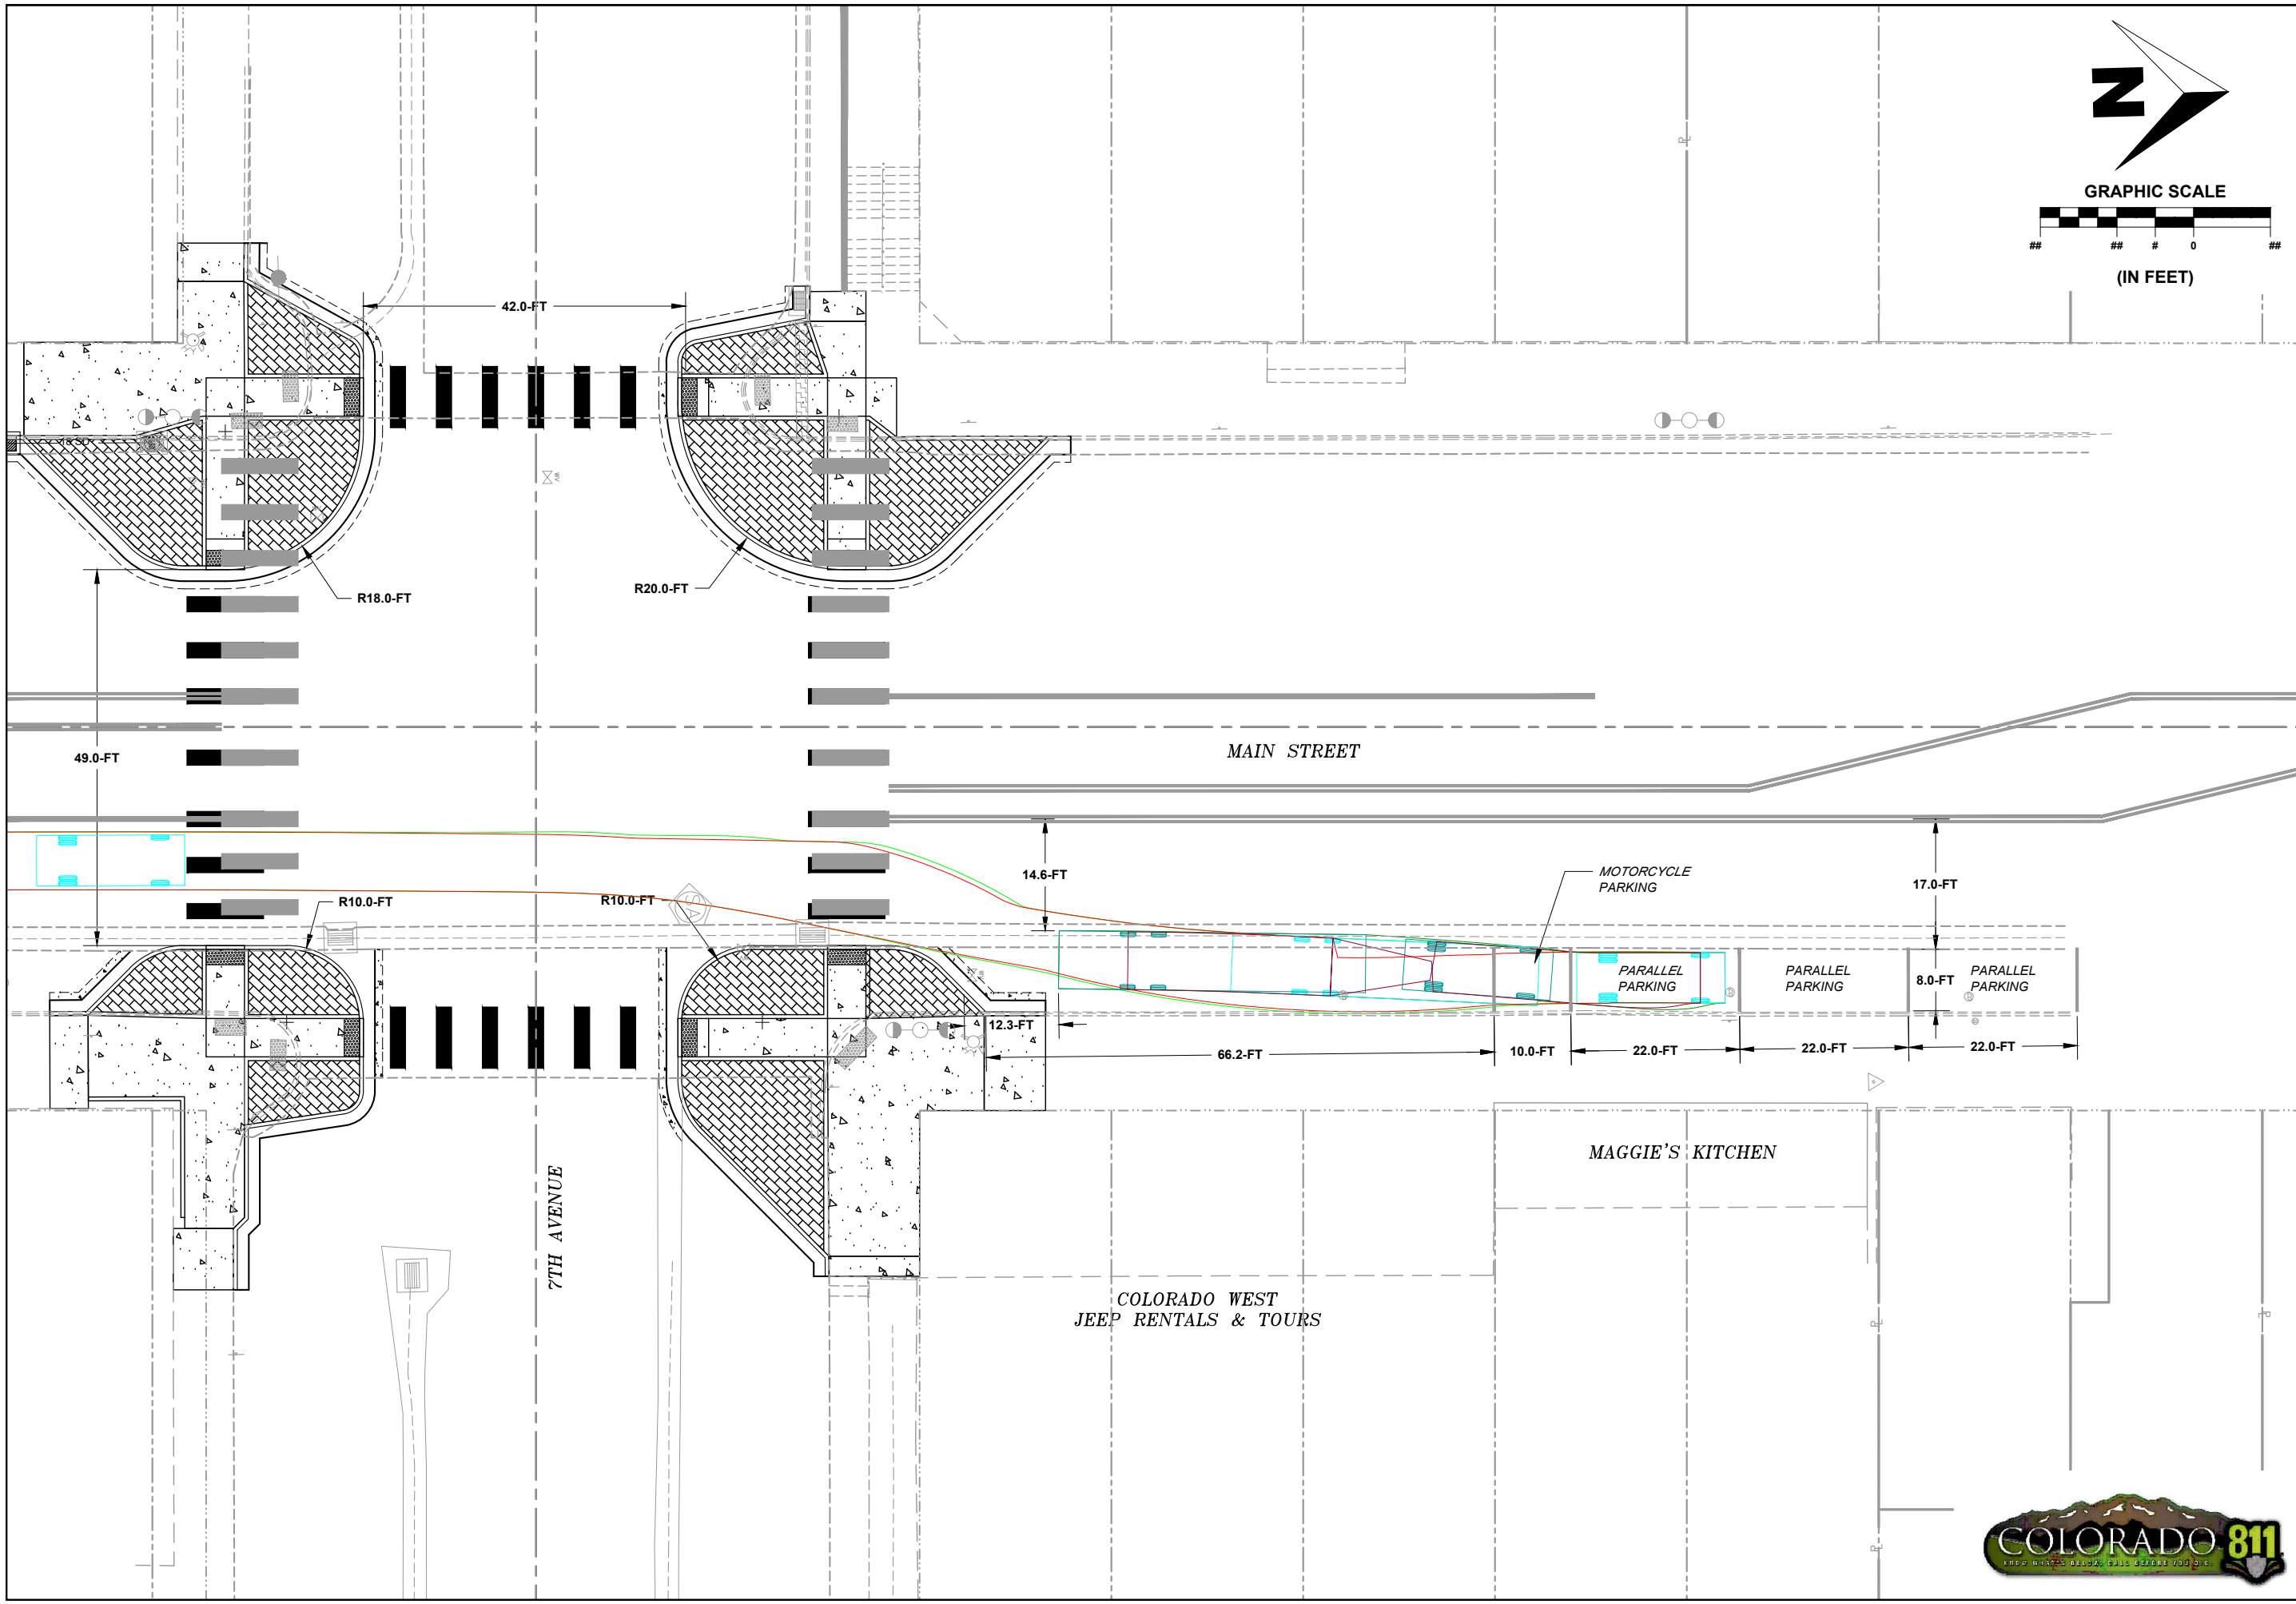 N
GRAPHIC SCALE
## ## # 0 ##
(IN FEET)
42.0-FT
18 SD
WV
R18.0-FT
R20.0-FT
49.0-FT
MAIN STREET
14.6-FT
MOTORCYCLE
PARKING
17.0-FT
R10.0-FT
R10.0-FT
PARALLEL
PARKING
PARALLEL
PARKING
PARALLEL
PARKING
8.0-FT
12.3-FT
66.2-FT
10.0-FT
22.0-FT
22.0-FT
22.0-FT
MAGGIE'S KITCHEN
7TH AVENUE
COLORADO WEST
JEEP RENTALS & TOURS
COLORADO 811